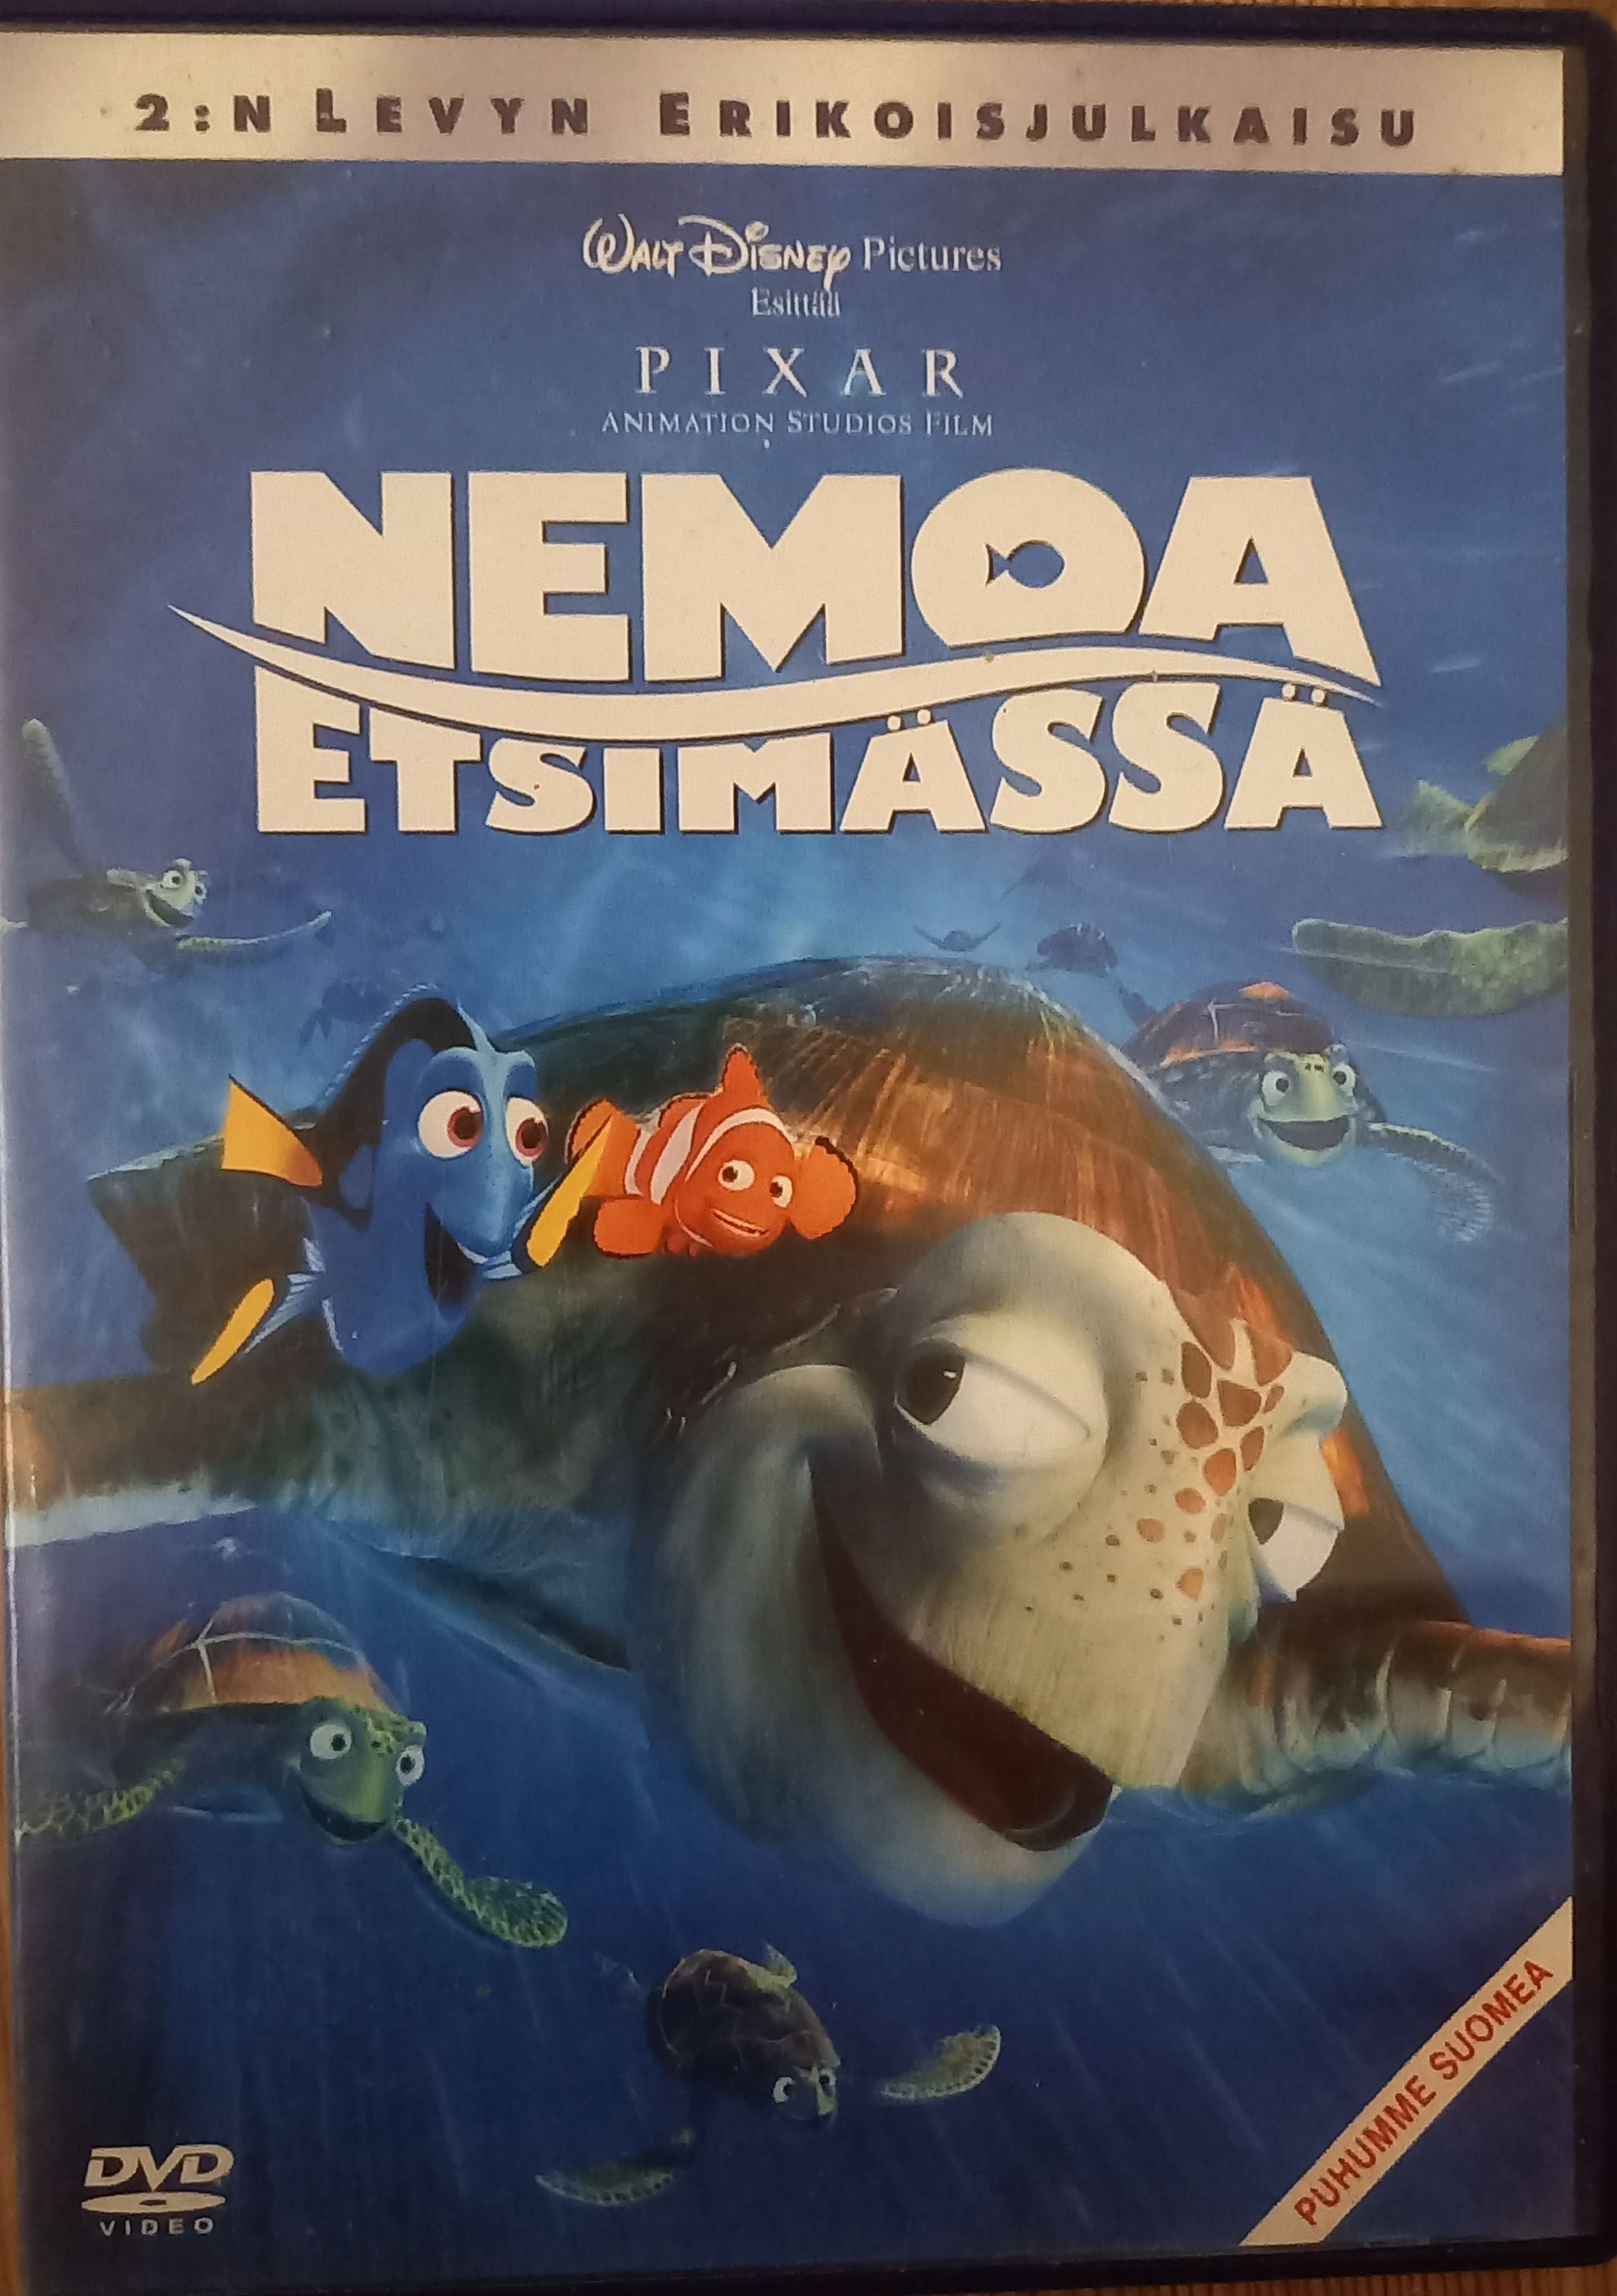 2:N LEVYN ERIKOISJULKAISU
WALT DISNEY Pictures
Esittää
PIXAR
ANIMATION STUDIOS FILM
NEMOA
ETSIMÄSSÄ
PUHUMME SUOMEA
DVD
VIDEO